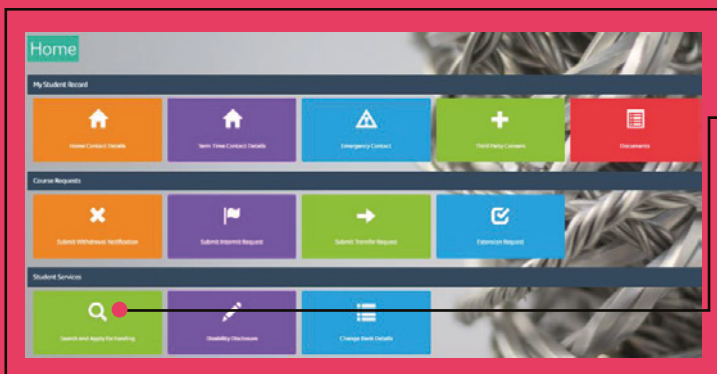 Home
My Student Record
Home Contact Details
Term Time Contact Details
Emergency Contact
Third Party Consent
Documents
Course Requests
Submit Withdrawal Notification
Submit Intermit Request
Submit Transfer Request
Extension Request
Student Services
Search and Apply for Funding
Disability Disclosure
Change Bank Details